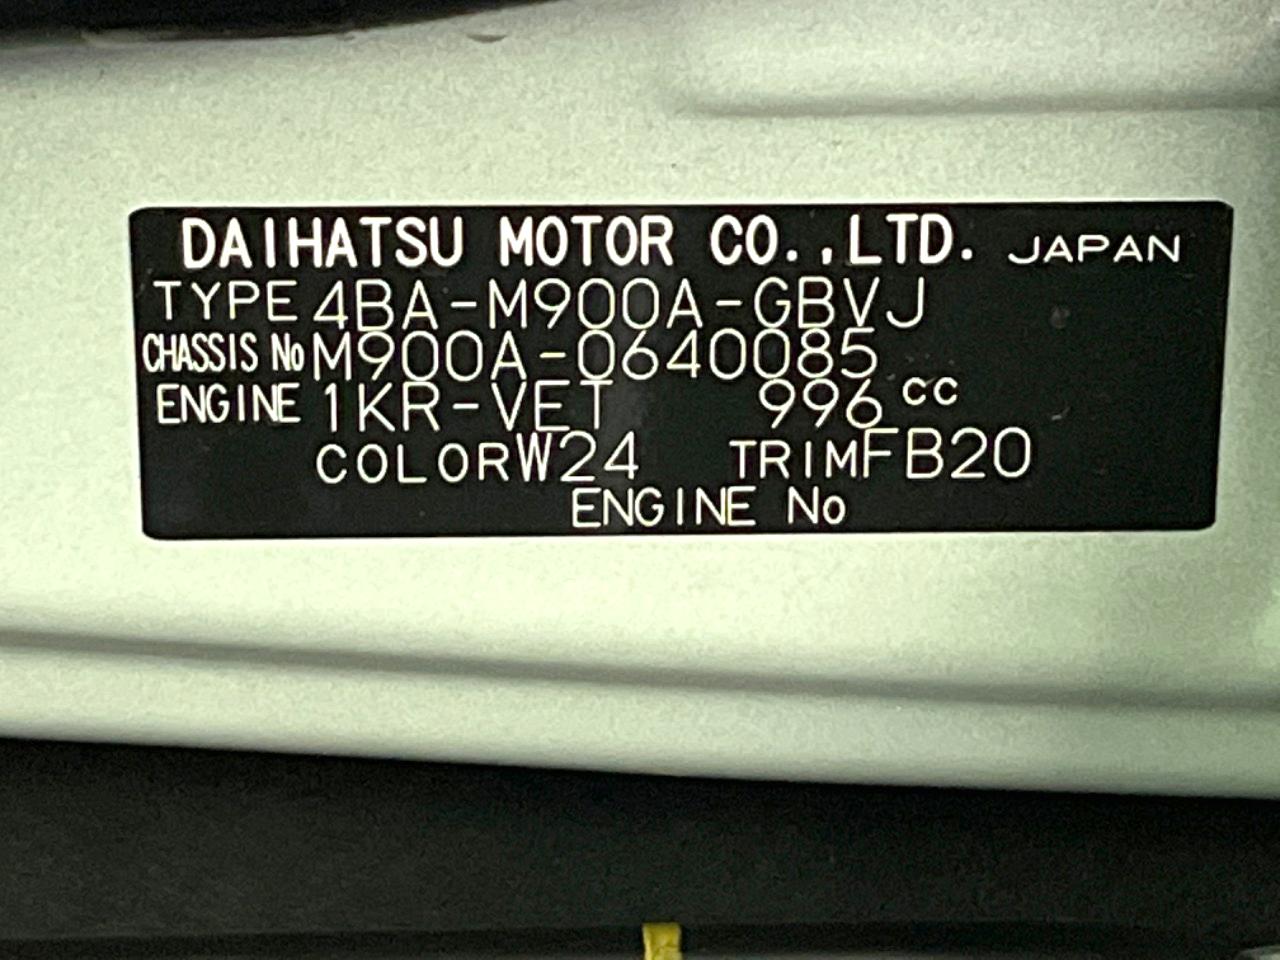 DAIHATSU MOTOR CO.,LTD. JAPAN
TYPE 4BA-M900A-GBVJ
CHASSIS No M900A-0640085
ENGINE 1KR-VET 996 cc
COLOR W24 TRIM FB20
ENGINE No